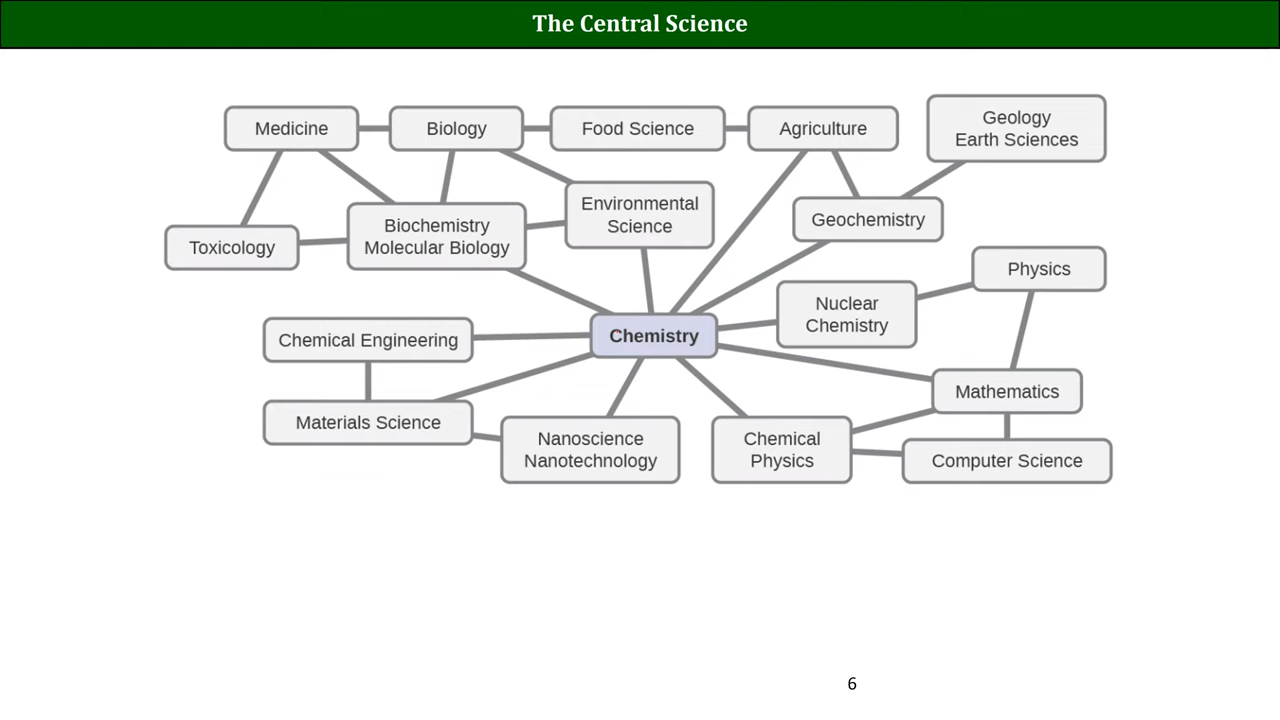 The Central Science
Medicine
Biology
Food Science
Agriculture
Geology
Earth Sciences
Toxicology
Biochemistry
Molecular Biology
Environmental
Science
Geochemistry
Physics
Nuclear
Chemistry
Chemical Engineering
Chemistry
Mathematics
Materials Science
Nanoscience
Nanotechnology
Chemical
Physics
Computer Science
6